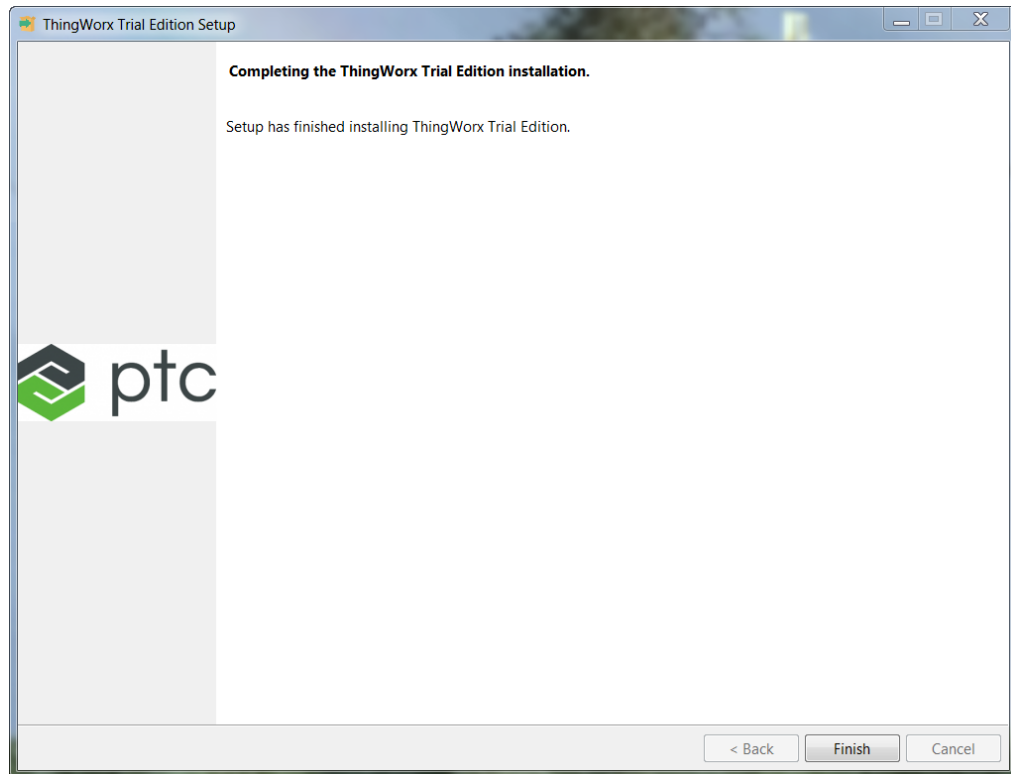 ThingWorx Trial Edition Setup
Completing the ThingWorx Trial Edition installation.
Setup has finished installing ThingWorx Trial Edition.
ptc
< Back Finish Cancel